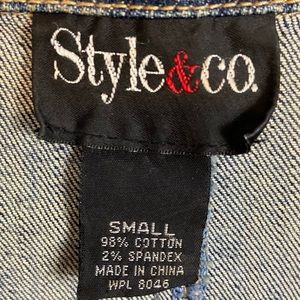 Style&co.
SMALL
98% COTTON
2% SPANDEX
MADE IN CHINA
WPL 8046